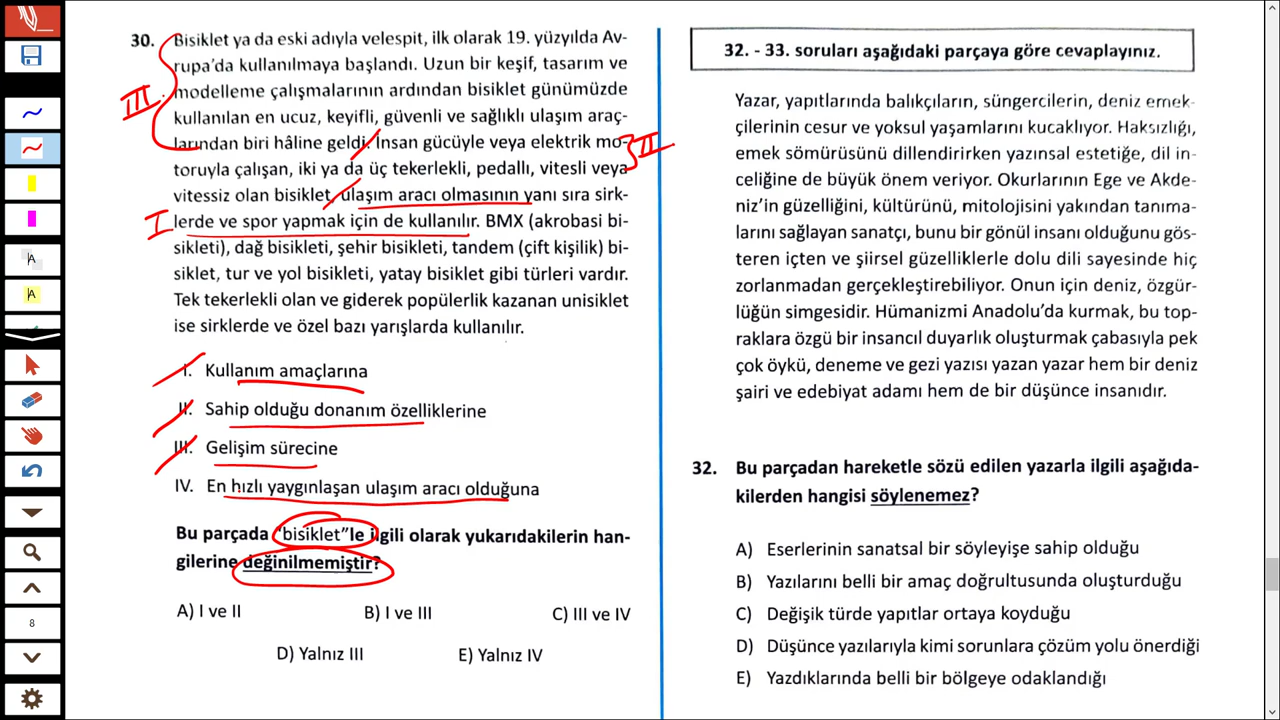 30. Bisiklet ya da eski adıyla velespit, ilk olarak 19. yüzyılda Av-
rupa'da kullanılmaya başlandı. Uzun bir keşif, tasarım ve
modelleme çalışmalarının ardından bisiklet günümüzde
kullanılan en ucuz, keyifli, güvenli ve sağlıklı ulaşım araç-
larından biri hâline geldi. İnsan gücüyle veya elektrik mo-
toruyla çalışan, iki ya da üç tekerlekli, pedallı, vitesli veya
vitessiz olan bisiklet, ulaşım aracı olmasının yanı sıra sirk-
lerde ve spor yapmak için de kullanılır. BMX (akrobasi bi-
sikleti), dağ bisikleti, şehir bisikleti, tandem (çift kişilik) bi-
siklet, tur ve yol bisikleti, yatay bisiklet gibi türleri vardır.
Tek tekerlekli olan ve giderek popülerlik kazanan unisiklet
ise sirklerde ve özel bazı yarışlarda kullanılır.
III
II
I
I. Kullanım amaçlarına
II. Sahip olduğu donanım özelliklerine
III. Gelişim sürecine
IV. En hızlı yaygınlaşan ulaşım aracı olduğuna
Bu parçada "bisiklet"le ilgili olarak yukarıdakilerin han-
gilerine değinilmemiştir?
A) I ve II B) I ve III C) III ve IV
D) Yalnız III E) Yalnız IV
32. - 33. soruları aşağıdaki parçaya göre cevaplayınız.
Yazar, yapıtlarında balıkçıların, süngercilerin, deniz emek-
çilerinin cesur ve yoksul yaşamlarını kucaklıyor. Haksızlığı,
emek sömürüsünü dillendirirken yazınsal estetiğe, dil in-
celiğine de büyük önem veriyor. Okurlarının Ege ve Akde-
niz'in güzelliğini, kültürünü, mitolojisini yakından tanıma-
larını sağlayan sanatçı, bunu bir gönül insanı olduğunu gös-
teren içten ve şiirsel güzelliklerle dolu dili sayesinde hiç
zorlanmadan gerçekleştirebiliyor. Onun için deniz, özgür-
lüğün simgesidir. Hümanizmi Anadolu'da kurmak, bu top-
raklara özgü bir insancıl duyarlık oluşturmak çabasıyla pek
çok öykü, deneme ve gezi yazısı yazan yazar hem bir deniz
şairi ve edebiyat adamı hem de bir düşünce insanıdır.
32. Bu parçadan hareketle sözü edilen yazarla ilgili aşağıda-
kilerden hangisi söylenemez?
A) Eserlerinin sanatsal bir söyleyişe sahip olduğu
B) Yazılarını belli bir amaç doğrultusunda oluşturduğu
C) Değişik türde yapıtlar ortaya koyduğu
D) Düşünce yazılarıyla kimi sorunlara çözüm yolu önerdiği
E) Yazdıklarında belli bir bölgeye odaklandığı
A
A
8